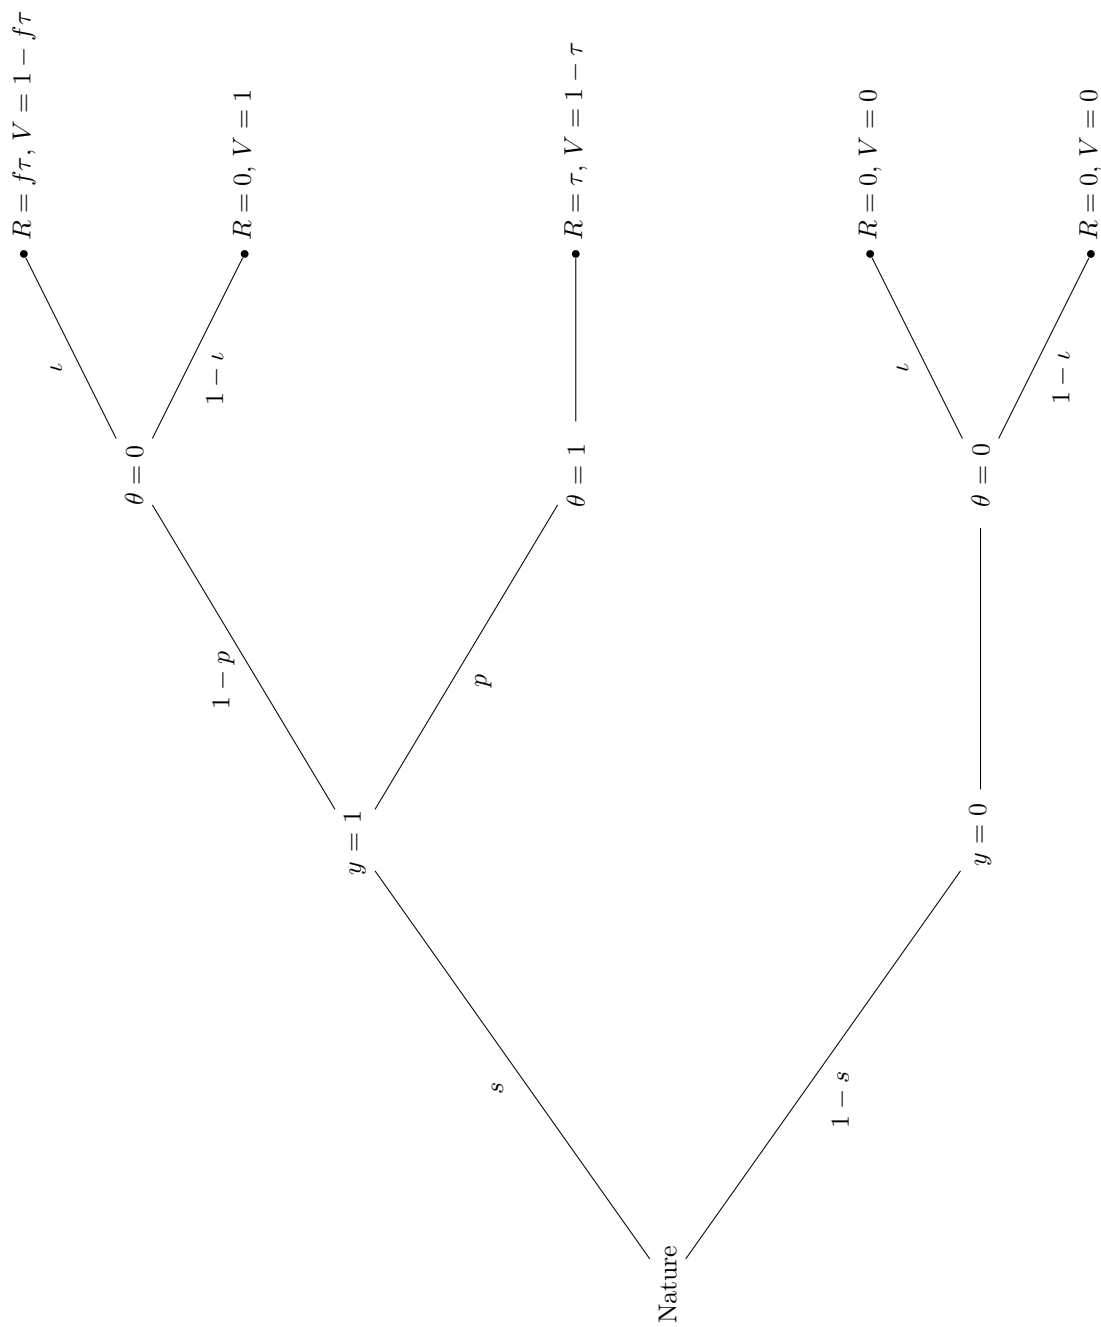 Nature
s
1 − s
y = 1
y = 0
1 − p
p
θ = 0
θ = 1
θ = 0
ι
1 − ι
ι
1 − ι
R = fτ, V = 1 − fτ
R = 0, V = 1
R = τ, V = 1 − τ
R = 0, V = 0
R = 0, V = 0